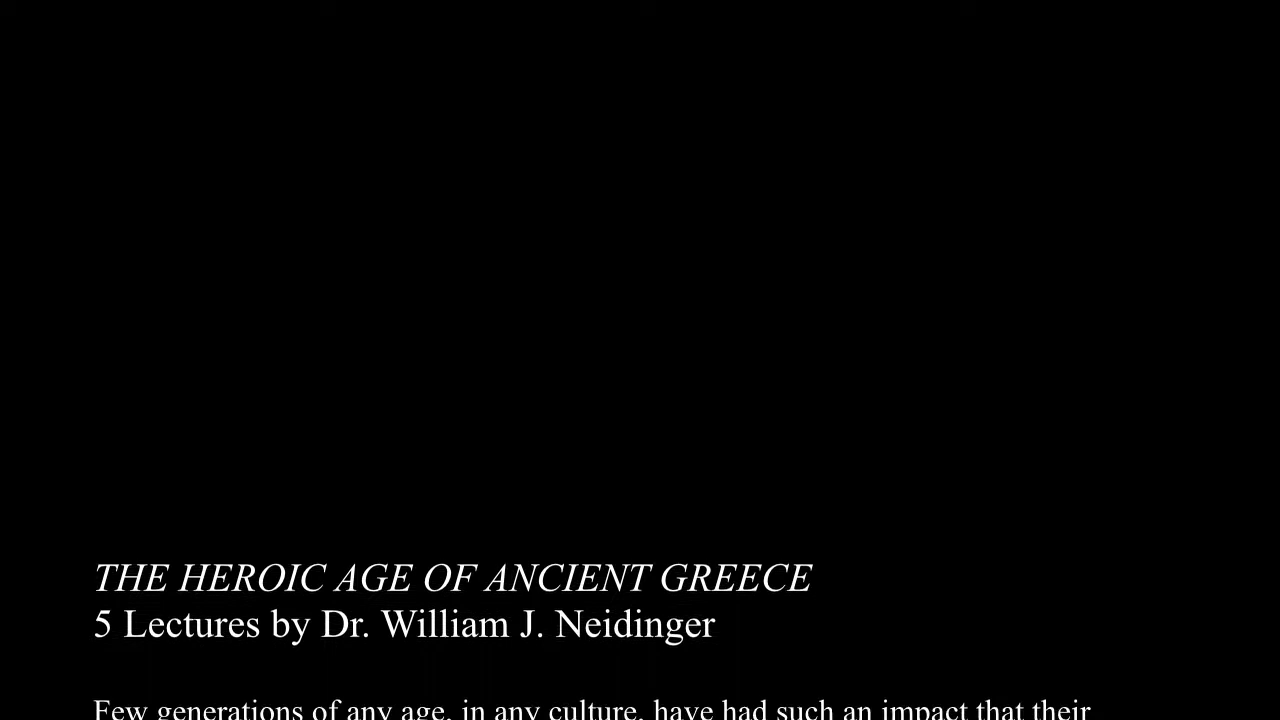 THE HEROIC AGE OF ANCIENT GREECE
5 Lectures by Dr. William J. Neidinger
Few generations of any age, in any culture, have had such an impact that their